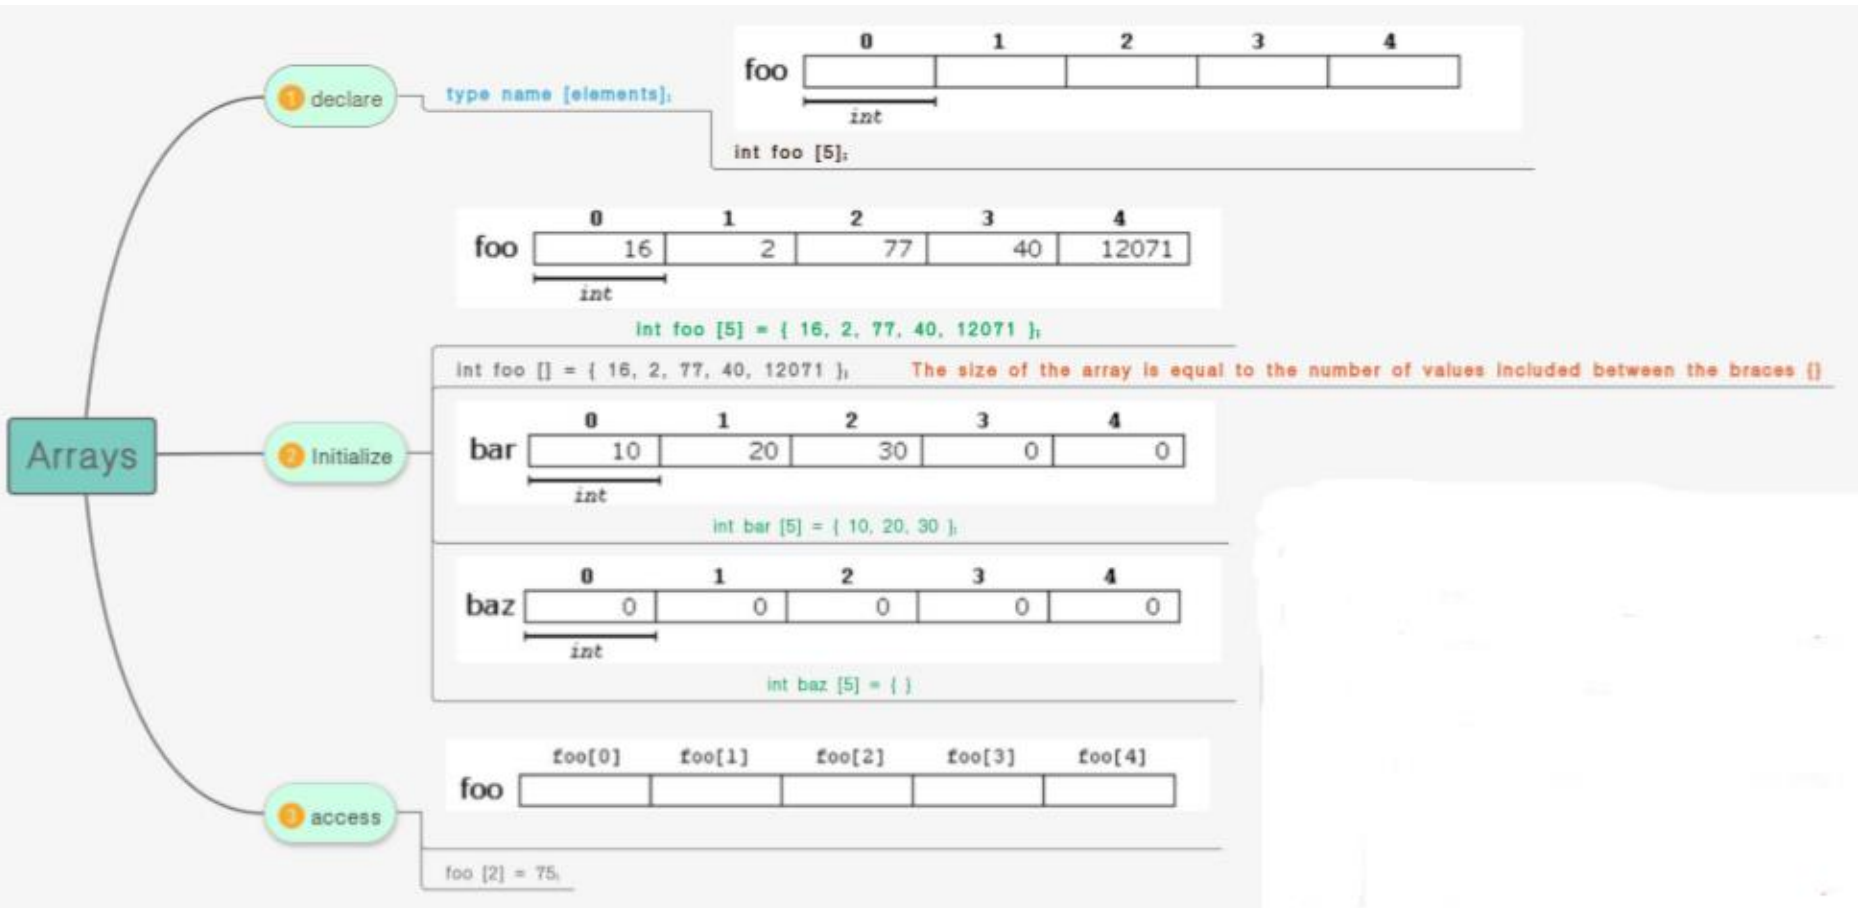 Arrays
1 declare
type name [elements];
0 1 2 3 4
foo
int
int foo [5];
2 Initialize
0 1 2 3 4
foo 16 2 77 40 12071
int
int foo [5] = { 16, 2, 77, 40, 12071 };
int foo [] = { 16, 2, 77, 40, 12071 }; The size of the array is equal to the number of values included between the braces {}
0 1 2 3 4
bar 10 20 30 0 0
int
int bar [5] = { 10, 20, 30 };
0 1 2 3 4
baz 0 0 0 0 0
int
int baz [5] = { }
3 access
foo[0] foo[1] foo[2] foo[3] foo[4]
foo
foo [2] = 75;